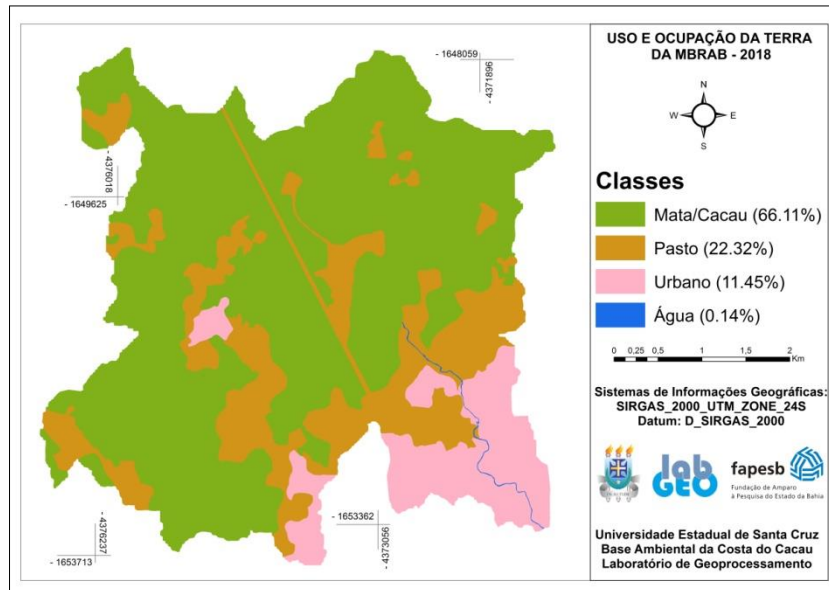 USO E OCUPAÇÃO DA TERRA
DA MBRAB - 2018
N
W E
S
Classes
Mata/Cacau (66.11%)
Pasto (22.32%)
Urbano (11.45%)
Água (0.14%)
0 0,25 0,5 1 1,5 2
Km
Sistemas de Informações Geográficas:
SIRGAS_2000_UTM_ZONE_24S
Datum: D_SIRGAS_2000
lab
GEO
fapesb
Fundação de Amparo
à Pesquisa do Estado da Bahia
Universidade Estadual de Santa Cruz
Base Ambiental da Costa do Cacau
Laboratório de Geoprocessamento
- 1648059
- 4371896
- 4376018
- 1649625
- 1653362
- 4373056
- 4376237
- 1653713